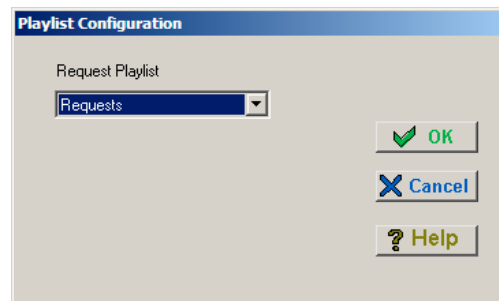 Playlist Configuration
Request Playlist
Requests
OK
Cancel
? Help